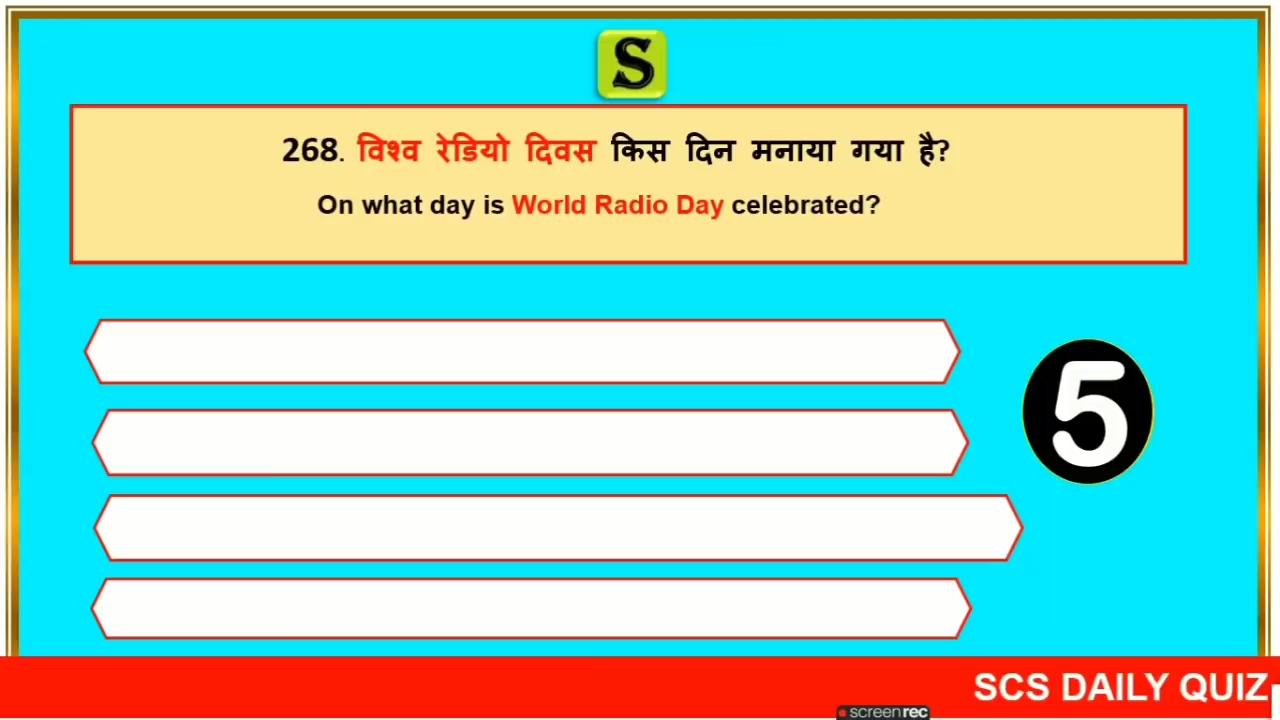 S
268. विश्व रेडियो दिवस किस दिन मनाया गया है?
On what day is World Radio Day celebrated?
5
SCS DAILY QUIZ
screenrec